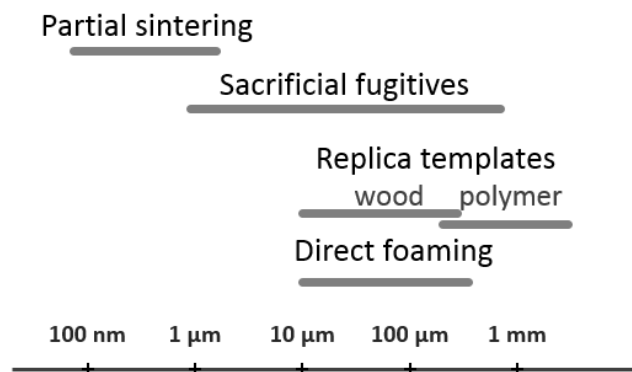 Partial sintering
Sacrificial fugitives
Replica templates
wood polymer
Direct foaming
100 nm 1 µm 10 µm 100 µm 1 mm